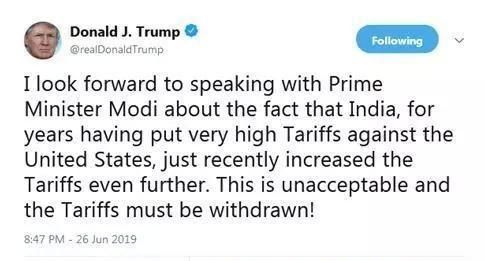 Donald J. Trump
@realDonaldTrump
Following
I look forward to speaking with Prime
Minister Modi about the fact that India, for
years having put very high Tariffs against the
United States, just recently increased the
Tariffs even further. This is unacceptable and
the Tariffs must be withdrawn!
8:47 PM - 26 Jun 2019